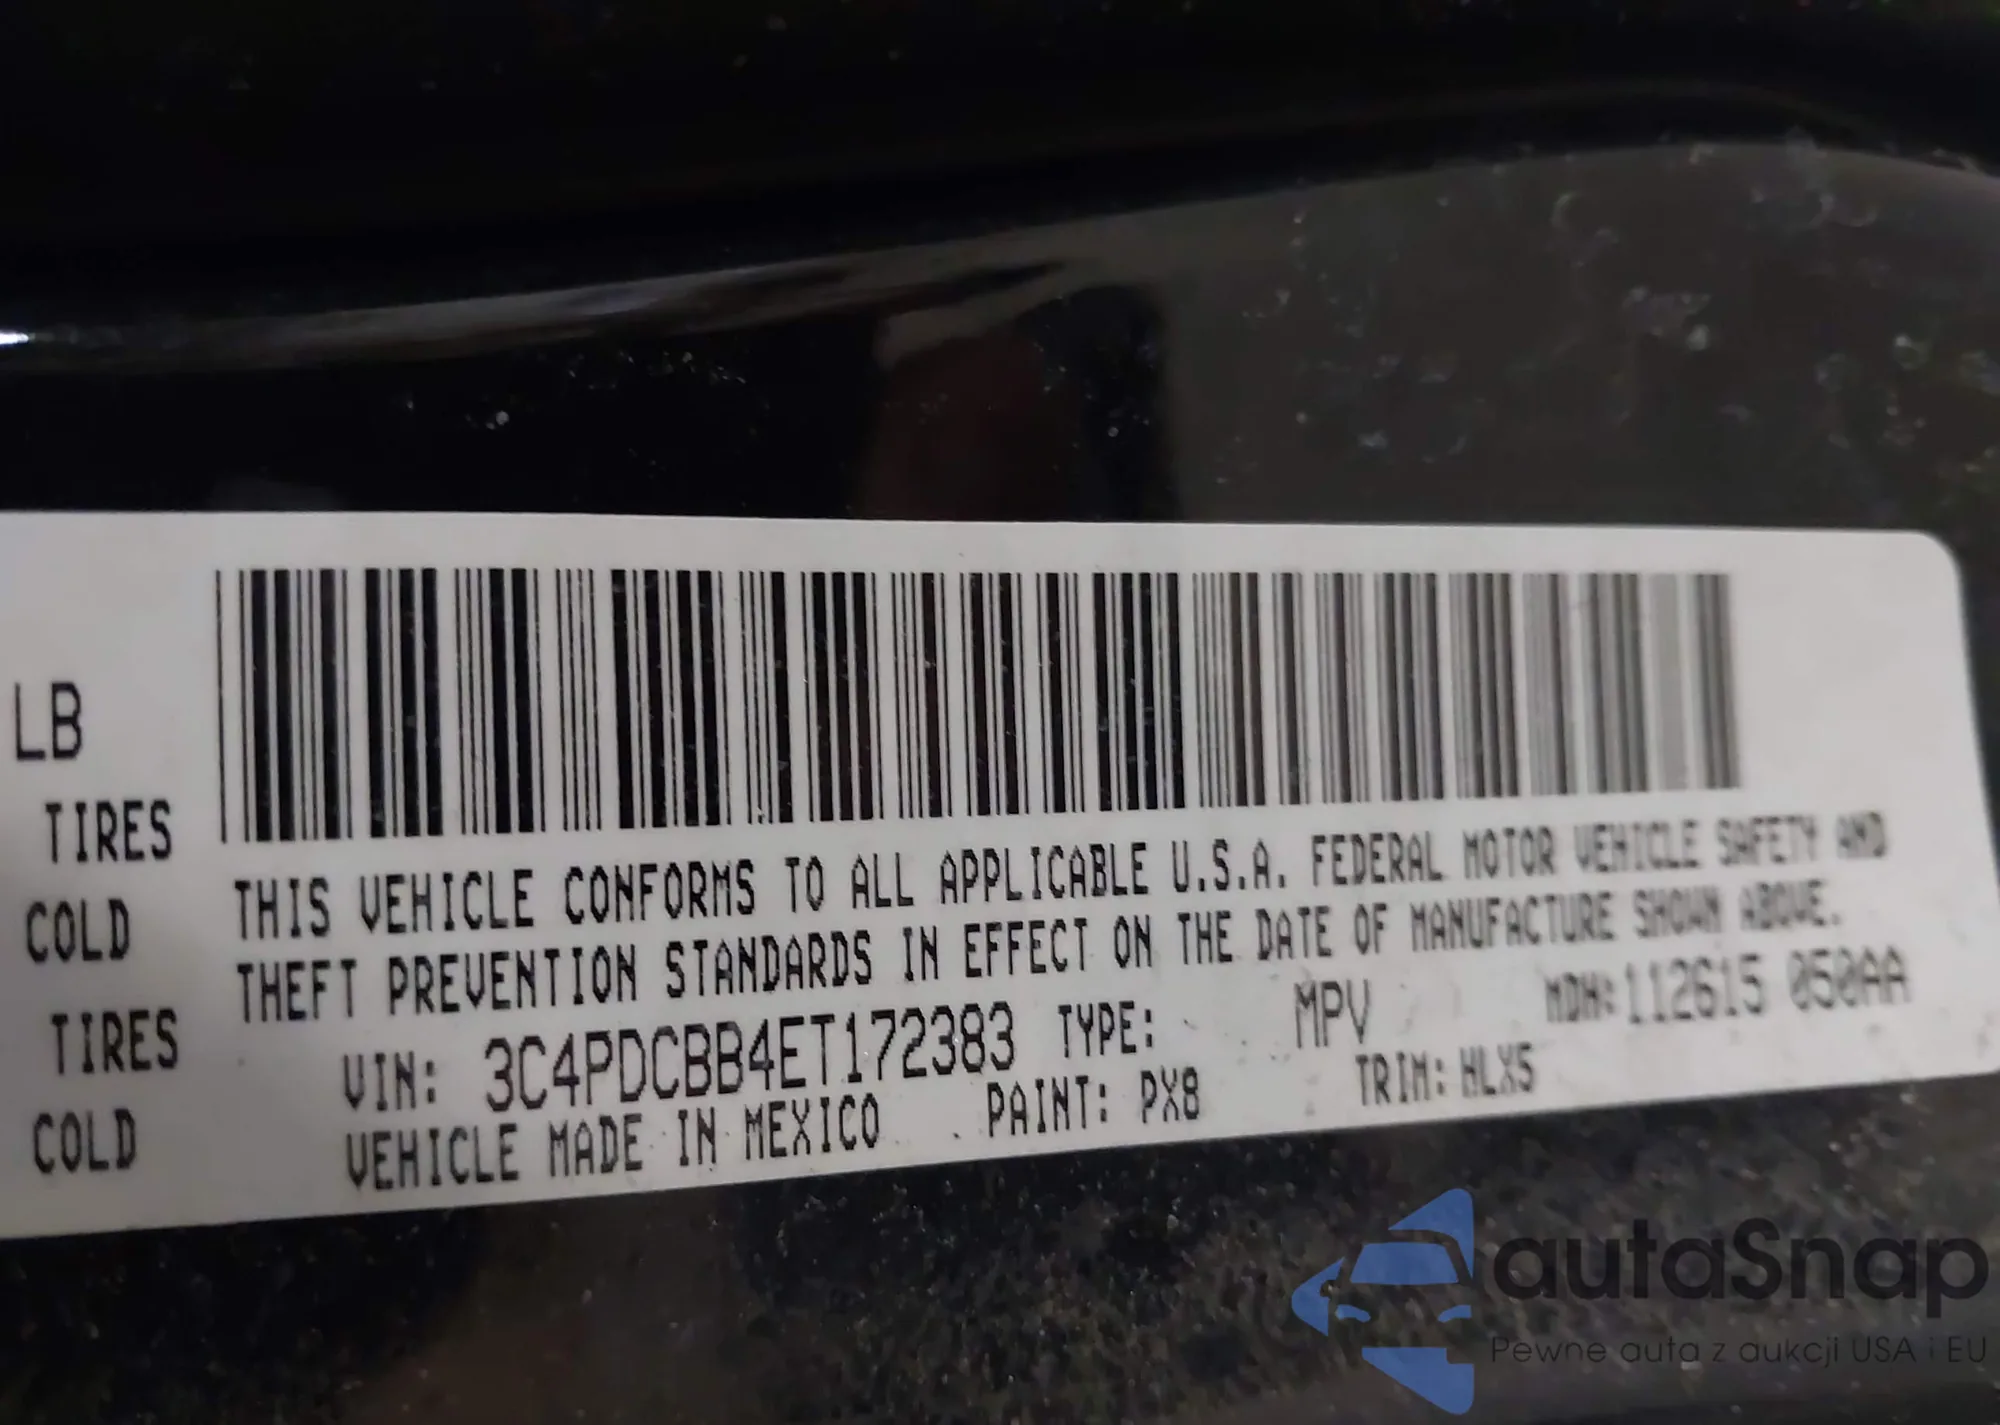 LB
TIRES
COLD
TIRES
COLD
THIS VEHICLE CONFORMS TO ALL APPLICABLE U.S.A. FEDERAL MOTOR VEHICLE SAFETY AND
THEFT PREVENTION STANDARDS IN EFFECT ON THE DATE OF MANUFACTURE SHOWN ABOVE.
VIN: 3C4PDCBB4ET172383 TYPE: MPV MDH:112615 050AA
VEHICLE MADE IN MEXICO PAINT: PX8 TRIM: HLX5
autaSnap
Pewne auta z aukcji USA i EU